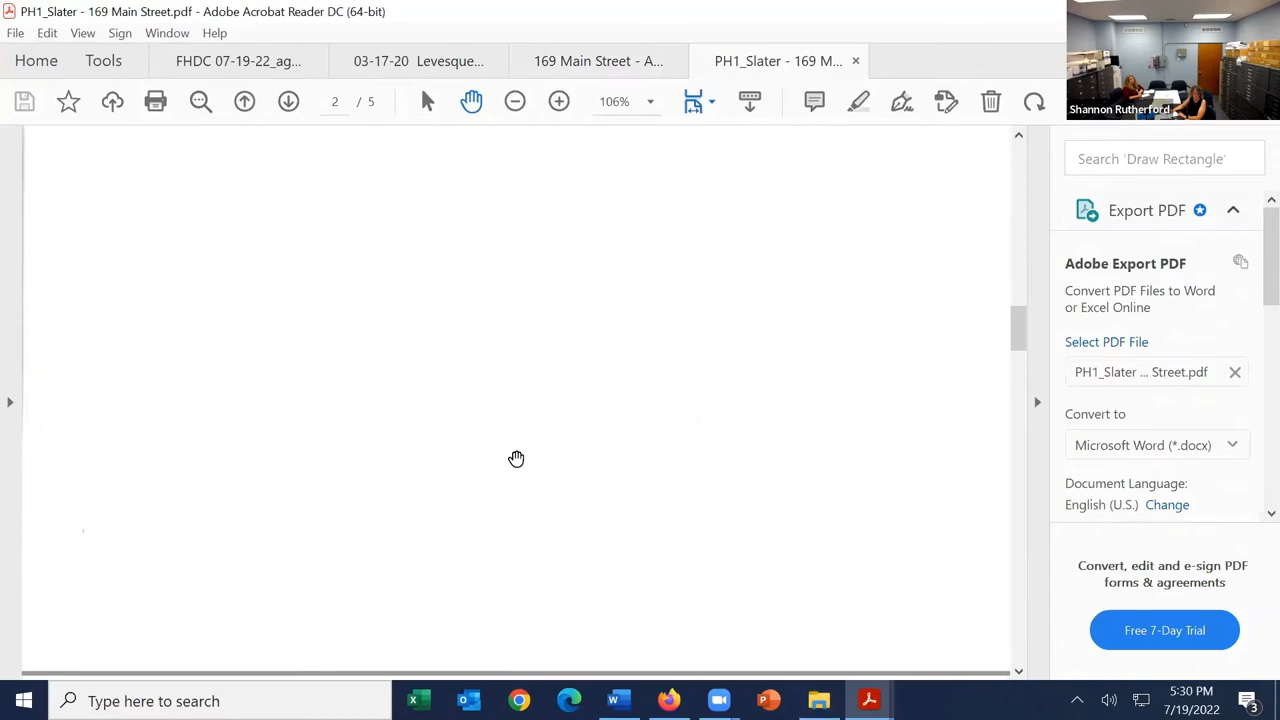 PH1_Slater - 169 Main Street.pdf - Adobe Acrobat Reader DC (64-bit)
File Edit View Sign Window Help
Home Tools FHDC 07-19-22_ag... 03-17-20 Levesque... 169 Main Street - A... PH1_Slater - 169 M...
2 / 5 106%
Shannon Rutherford
Search 'Draw Rectangle'
Export PDF
Adobe Export PDF
Convert PDF Files to Word
or Excel Online
Select PDF File
PH1_Slater ... Street.pdf
Convert to
Microsoft Word (*.docx)
Document Language:
English (U.S.) Change
Convert, edit and e-sign PDF
forms & agreements
Free 7-Day Trial
Type here to search
5:30 PM
7/19/2022
3